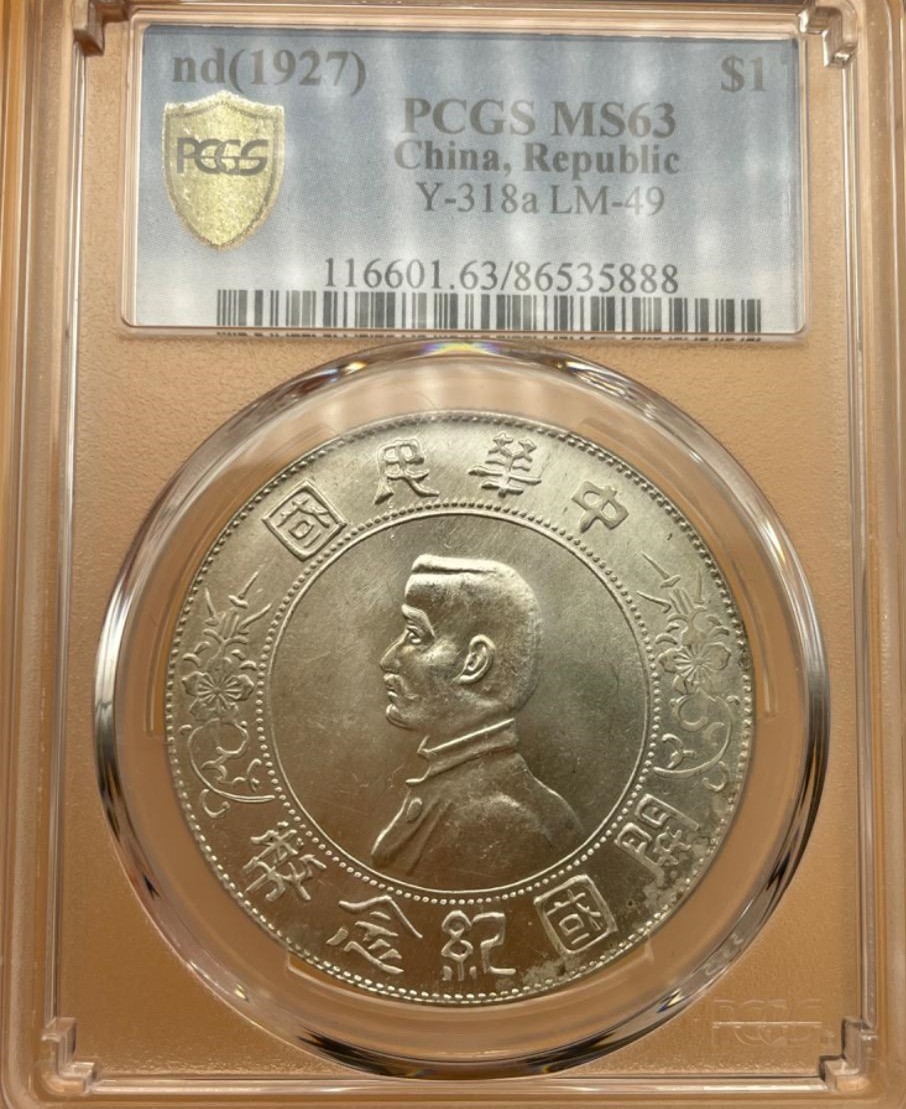 nd(1927) $1
PCGS MS63
PCGS
China, Republic
Y-318a LM-49
116601.63/86535888
國民華中
開國紀念幣
PCGS